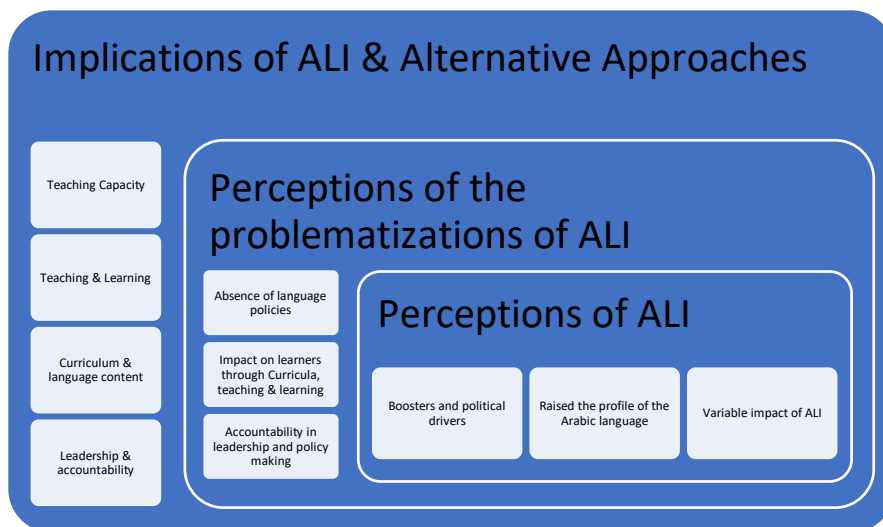 Implications of ALI & Alternative Approaches
Teaching Capacity
Teaching & Learning
Curriculum &
language content
Leadership &
accountability
Perceptions of the
problematizations of ALI
Absence of language
policies
Impact on learners
through Curricula,
teaching & learning
Accountability in
leadership and policy
making
Perceptions of ALI
Boosters and political
drivers
Raised the profile of the
Arabic language
Variable impact of ALI